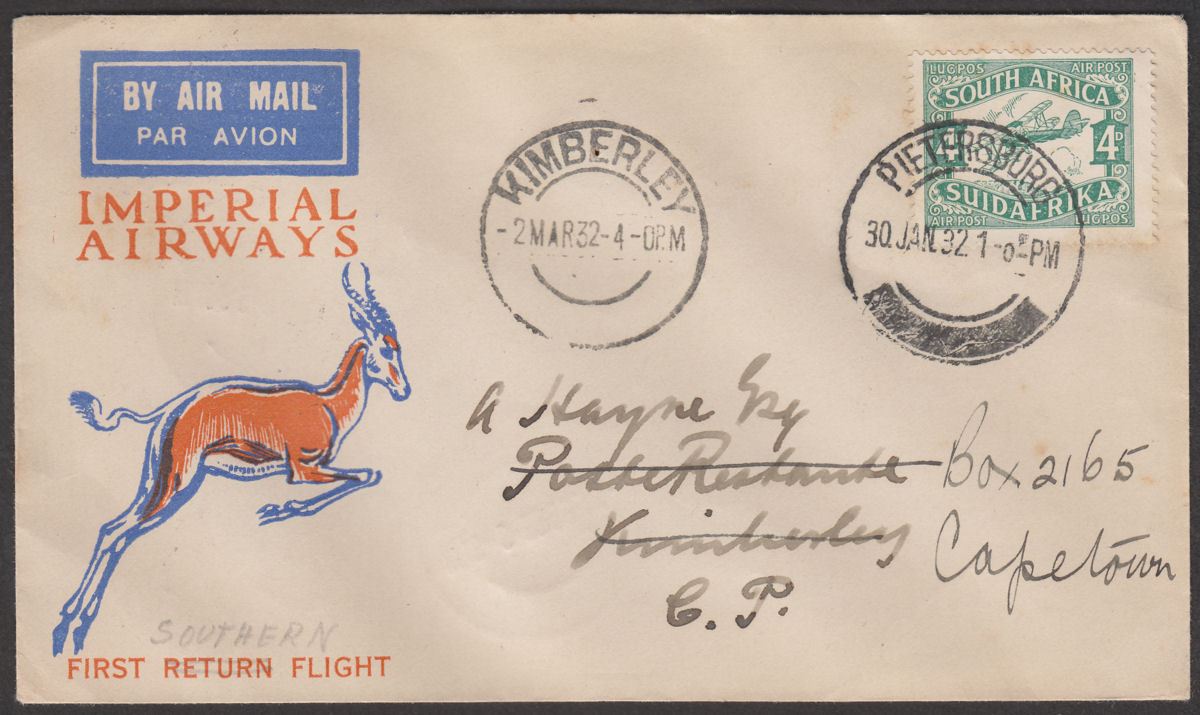 BY AIR MAIL
PAR AVION
IMPERIAL
AIRWAYS
KIMBERLEY
-2 MAR 32-4-0P.M
LUGPOS AIR POST
SOUTH AFRICA
4D
SUIDAFRIKA
AIR POST LUGPOS
PIETERSBURG
30 JAN. 32. 1-0-PM
A Hayne Esq
Poste Restante Box 2165
Kimberley Capetown
C. P.
SOUTHERN
FIRST RETURN FLIGHT